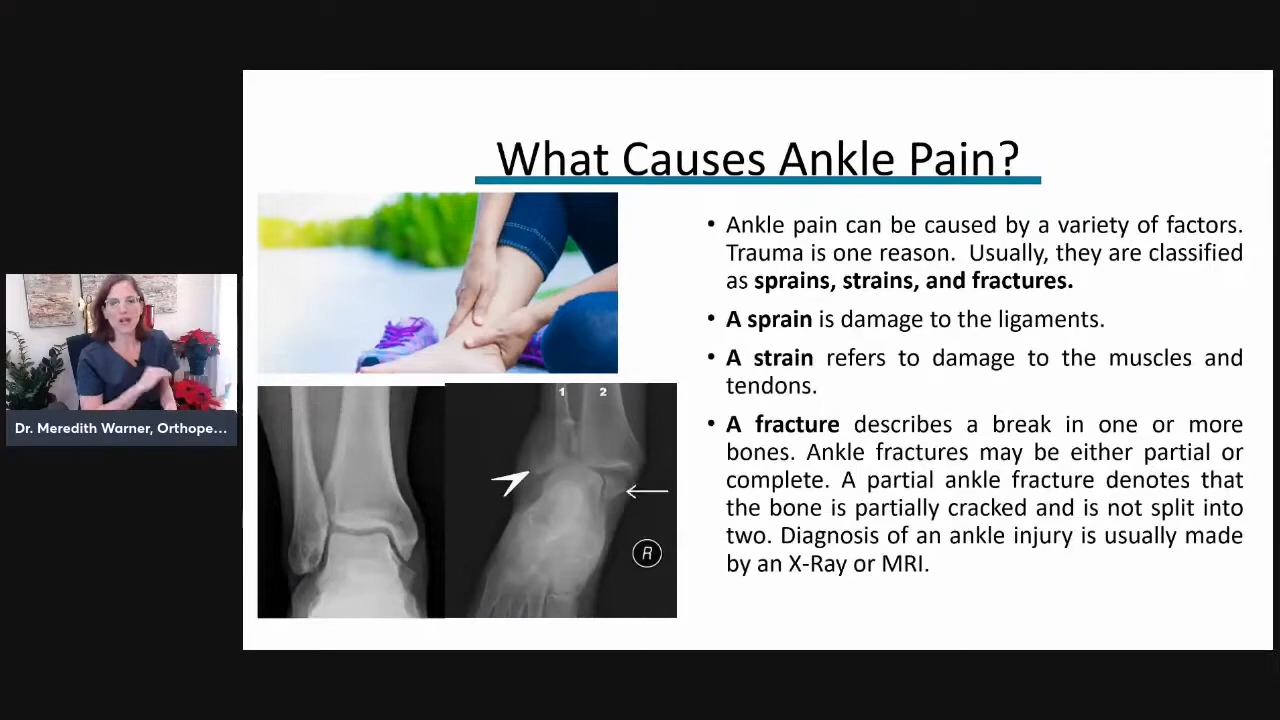 What Causes Ankle Pain?
• Ankle pain can be caused by a variety of factors.
Trauma is one reason.  Usually, they are classified
as sprains, strains, and fractures.
• A sprain is damage to the ligaments.
• A strain refers to damage to the muscles and
tendons.
• A fracture describes a break in one or more
bones. Ankle fractures may be either partial or
complete. A partial ankle fracture denotes that
the bone is partially cracked and is not split into
two. Diagnosis of an ankle injury is usually made
by an X-Ray or MRI.
1 2
R
Dr. Meredith Warner, Orthope...